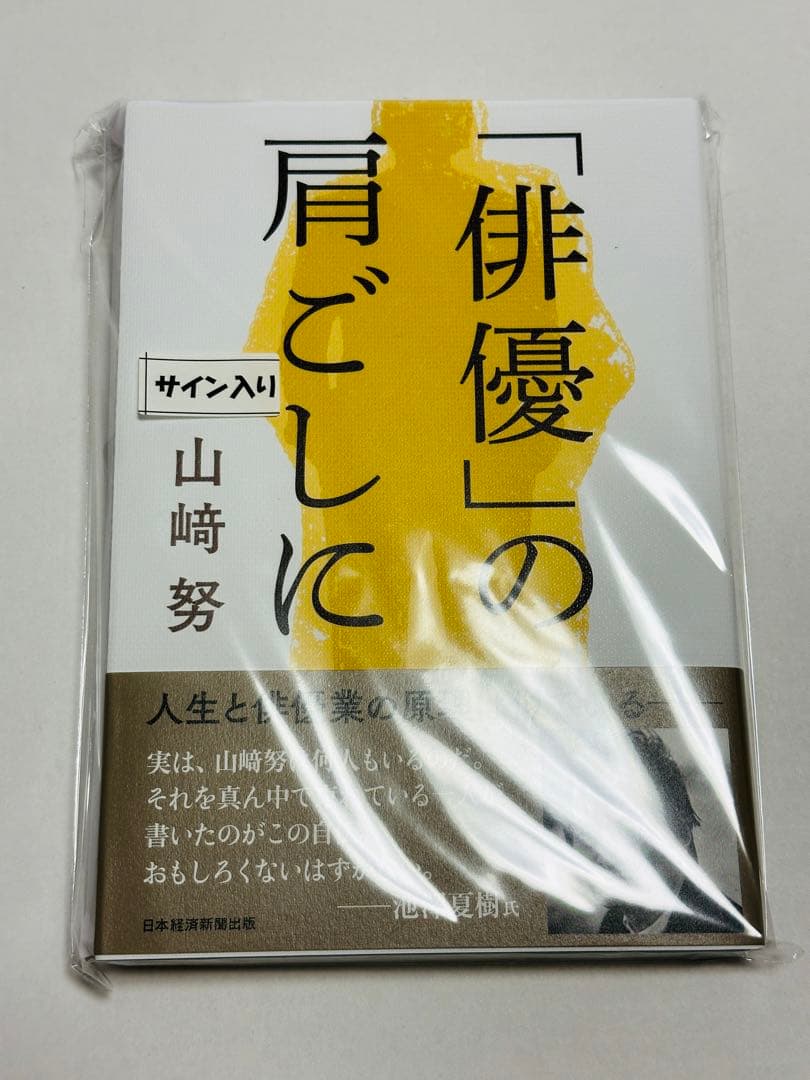 「俳優」の
肩ごしに
サイン入り
山﨑 努
人生と俳優業の原
実は、山﨑努 何人もいるのだ。
それを真ん中で ている
書いたのがこの自
おもしろくないはずが 。
──池澤夏樹氏
日本経済新聞出版